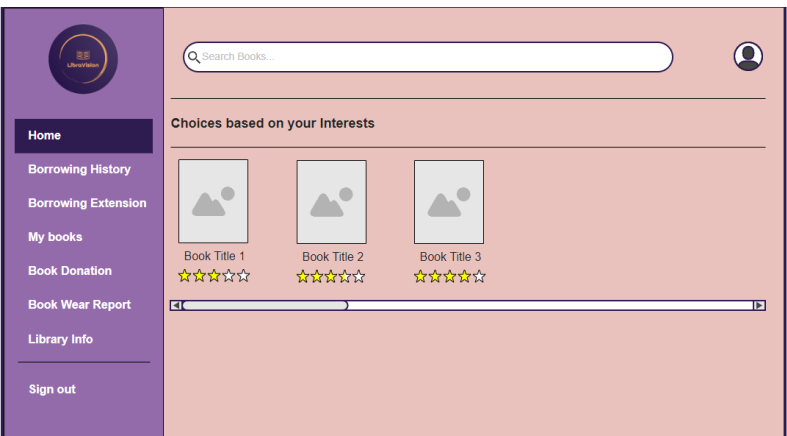 LibroVision
Search Books...
Home
Borrowing History
Borrowing Extension
My books
Book Donation
Book Wear Report
Library Info
Sign out
Choices based on your Interests
Book Title 1
Book Title 2
Book Title 3